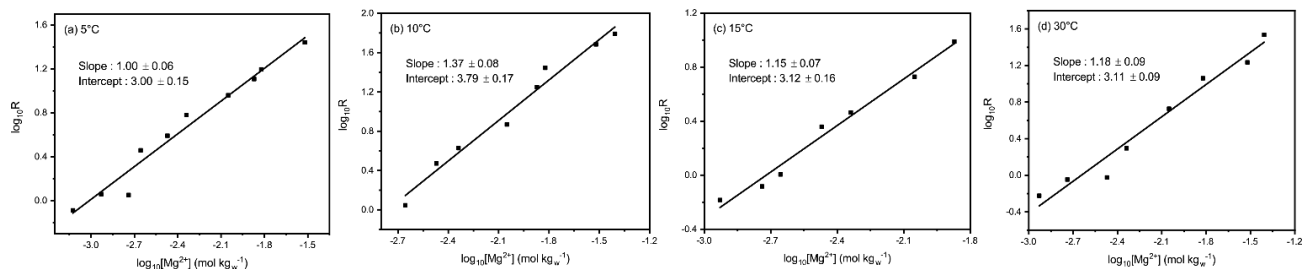 (a) 5°C
Slope : 1.00 ± 0.06
Intercept : 3.00 ± 0.15
log₁₀R
1.6
1.2
0.8
0.4
0.0
-3.0 -2.7 -2.4 -2.1 -1.8 -1.5
log₁₀[Mg²⁺] (mol kg_w⁻¹)
(b) 10°C
Slope : 1.37 ± 0.08
Intercept : 3.79 ± 0.17
log₁₀R
2.0
1.5
1.0
0.5
0.0
-2.7 -2.4 -2.1 -1.8 -1.5 -1.2
log₁₀[Mg²⁺] (mol kg_w⁻¹)
(c) 15°C
Slope : 1.15 ± 0.07
Intercept : 3.12 ± 0.16
log₁₀R
1.2
0.8
0.4
0.0
-0.4
-3.0 -2.7 -2.4 -2.1 -1.8
log₁₀[Mg²⁺] (mol kg_w⁻¹)
(d) 30°C
Slope : 1.18 ± 0.09
Intercept : 3.11 ± 0.09
log₁₀R
1.6
1.2
0.8
0.4
0.0
-0.4
-3.0 -2.7 -2.4 -2.1 -1.8 -1.5 -1.2
log₁₀[Mg²⁺] (mol kg_w⁻¹)